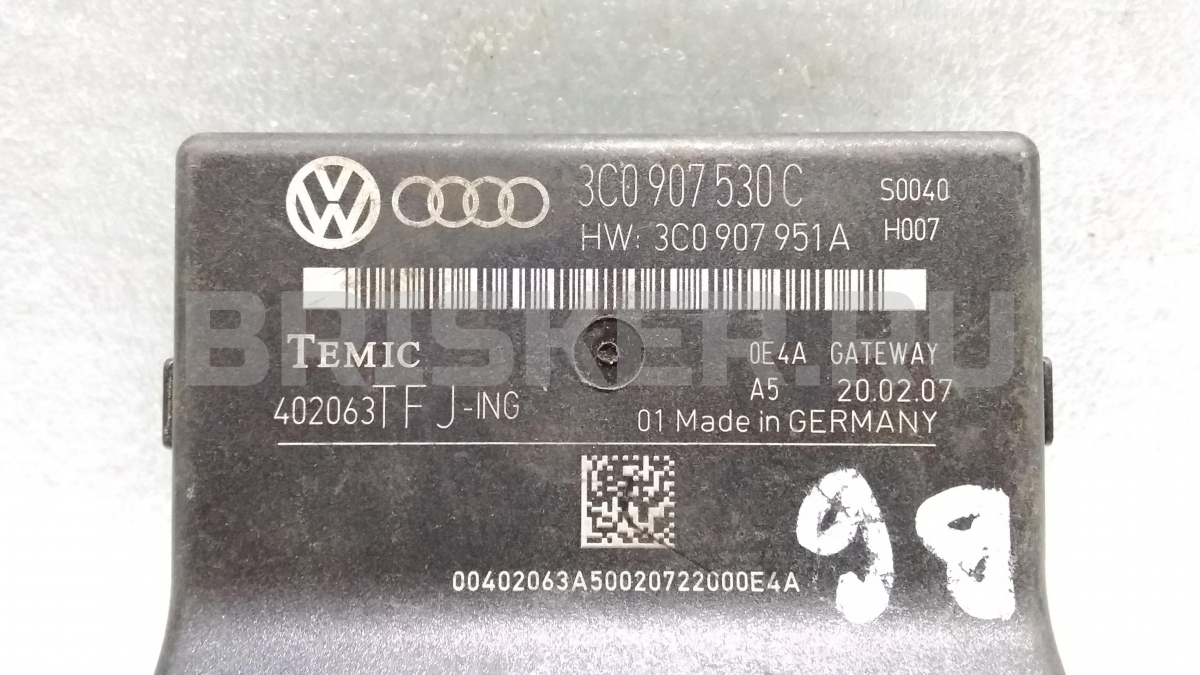 3C0 907 530 C S0040
HW: 3C0 907 951 A H007
BRISKER.RU
TEMIC 0E4A GATEWAY
A5 20.02.07
402063TFJ-ING 01 Made in GERMANY
00402063A50020722000E4A